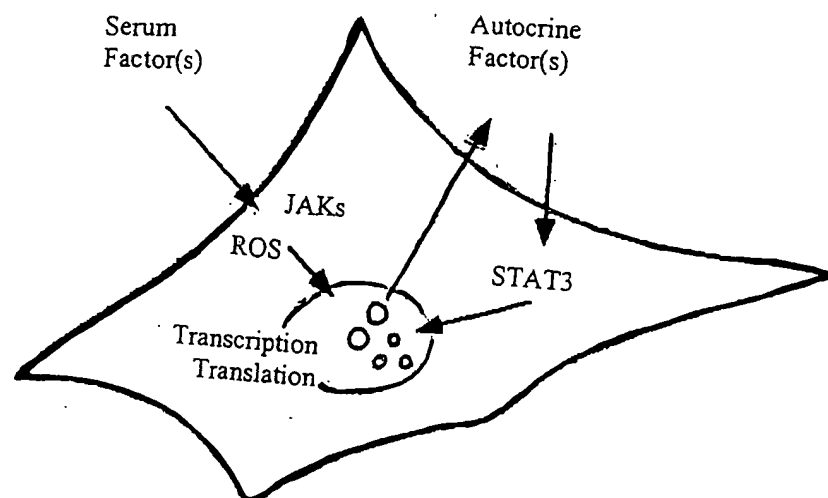 Serum
Factor(s)
Autocrine
Factor(s)
JAKs
ROS
STAT3
Transcription
Translation